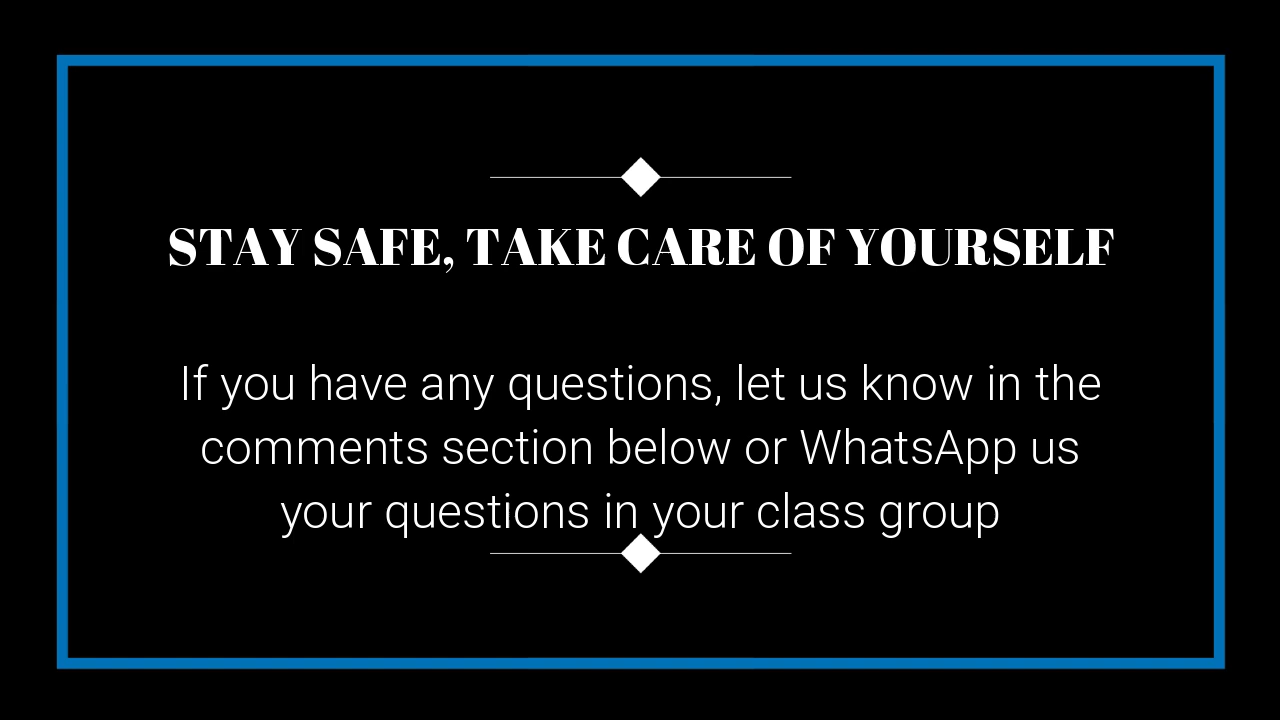 STAY SAFE, TAKE CARE OF YOURSELF
If you have any questions, let us know in the
comments section below or WhatsApp us
your questions in your class group